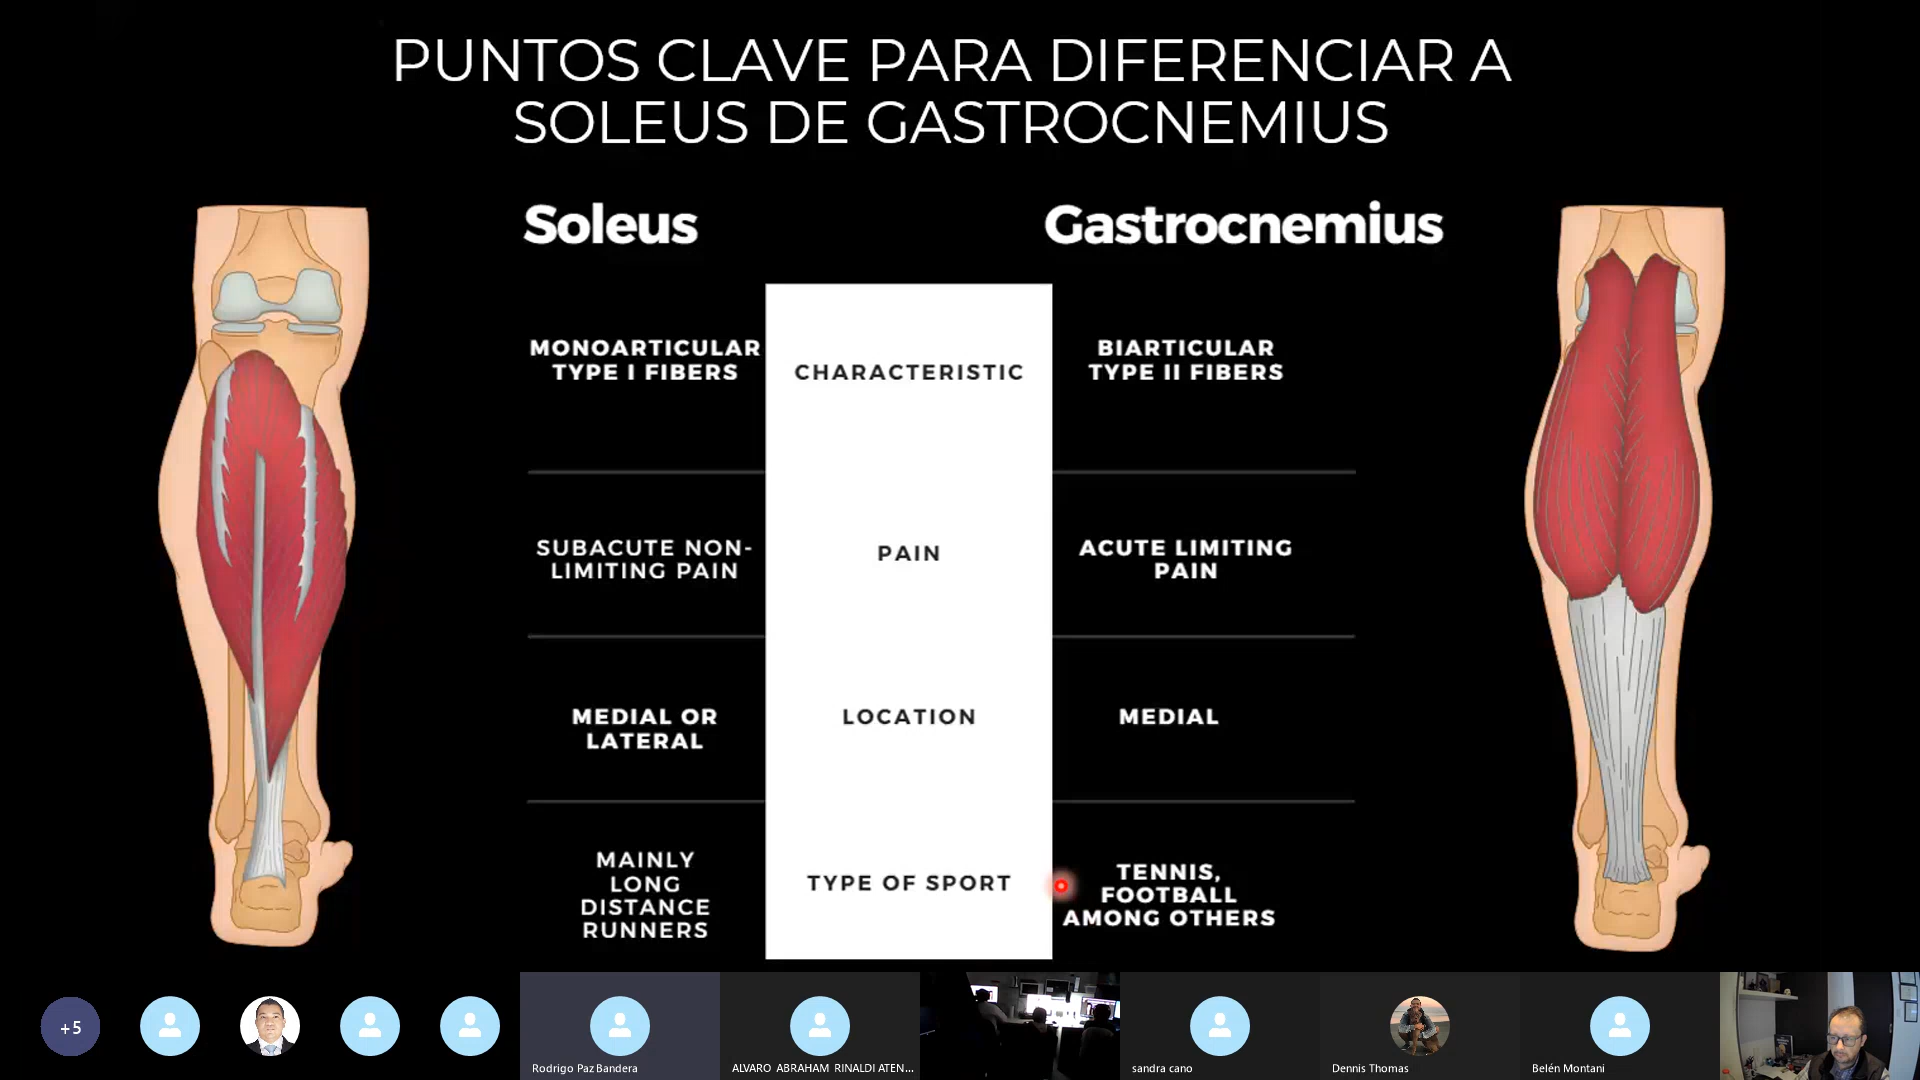 PUNTOS CLAVE PARA DIFERENCIAR A
SOLEUS DE GASTROCNEMIUS
Soleus
Gastrocnemius
MONOARTICULAR
TYPE I FIBERS
CHARACTERISTIC
BIARTICULAR
TYPE II FIBERS
SUBACUTE NON-
LIMITING PAIN
PAIN
ACUTE LIMITING
PAIN
MEDIAL OR
LATERAL
LOCATION
MEDIAL
MAINLY
LONG
DISTANCE
RUNNERS
TYPE OF SPORT
TENNIS,
FOOTBALL
AMONG OTHERS
+5
Rodrigo Paz Bandera
ALVARO ABRAHAM RINALDI ATEN...
sandra cano
Dennis Thomas
Belén Montani